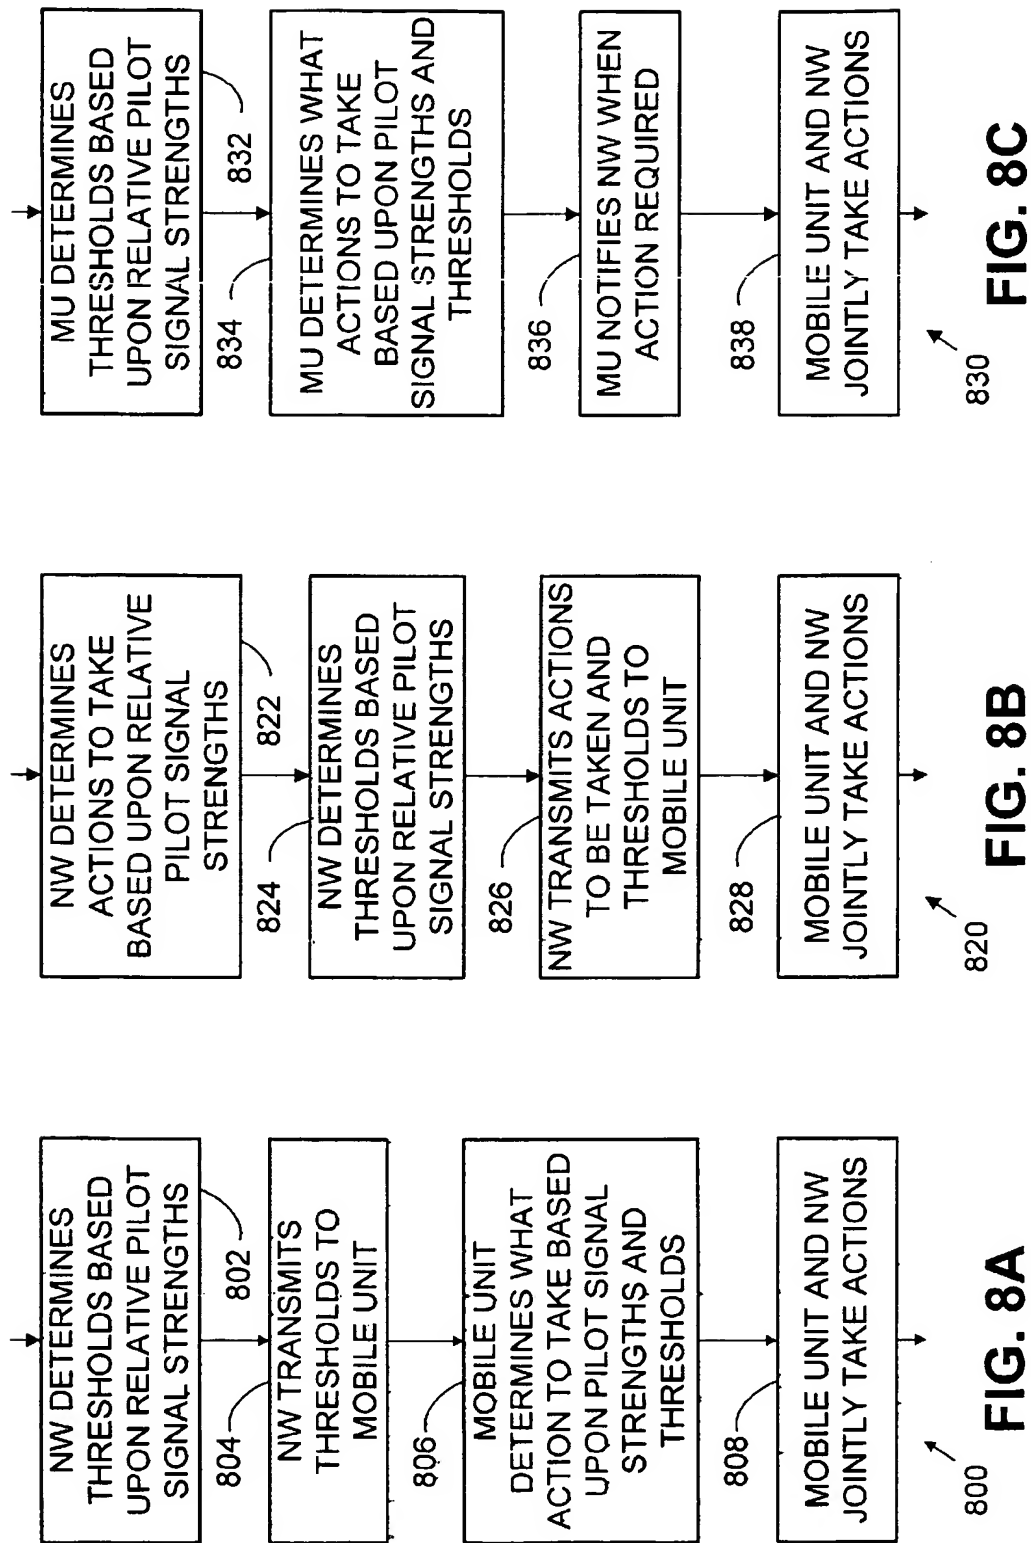 NW DETERMINES
THRESHOLDS BASED
UPON RELATIVE PILOT
SIGNAL STRENGTHS
802
804
NW TRANSMITS
THRESHOLDS TO
MOBILE UNIT
806
MOBILE UNIT
DETERMINES WHAT
ACTION TO TAKE BASED
UPON PILOT SIGNAL
STRENGTHS AND
THRESHOLDS
808
MOBILE UNIT AND NW
JOINTLY TAKE ACTIONS
800
FIG. 8A
NW DETERMINES
ACTIONS TO TAKE
BASED UPON RELATIVE
PILOT SIGNAL
STRENGTHS
822
824
NW DETERMINES
THRESHOLDS BASED
UPON RELATIVE PILOT
SIGNAL STRENGTHS
826
NW TRANSMITS ACTIONS
TO BE TAKEN AND
THRESHOLDS TO
MOBILE UNIT
828
MOBILE UNIT AND NW
JOINTLY TAKE ACTIONS
820
FIG. 8B
MU DETERMINES
THRESHOLDS BASED
UPON RELATIVE PILOT
SIGNAL STRENGTHS
832
834
MU DETERMINES WHAT
ACTIONS TO TAKE
BASED UPON PILOT
SIGNAL STRENGTHS AND
THRESHOLDS
836
MU NOTIFIES NW WHEN
ACTION REQUIRED
838
MOBILE UNIT AND NW
JOINTLY TAKE ACTIONS
830
FIG. 8C